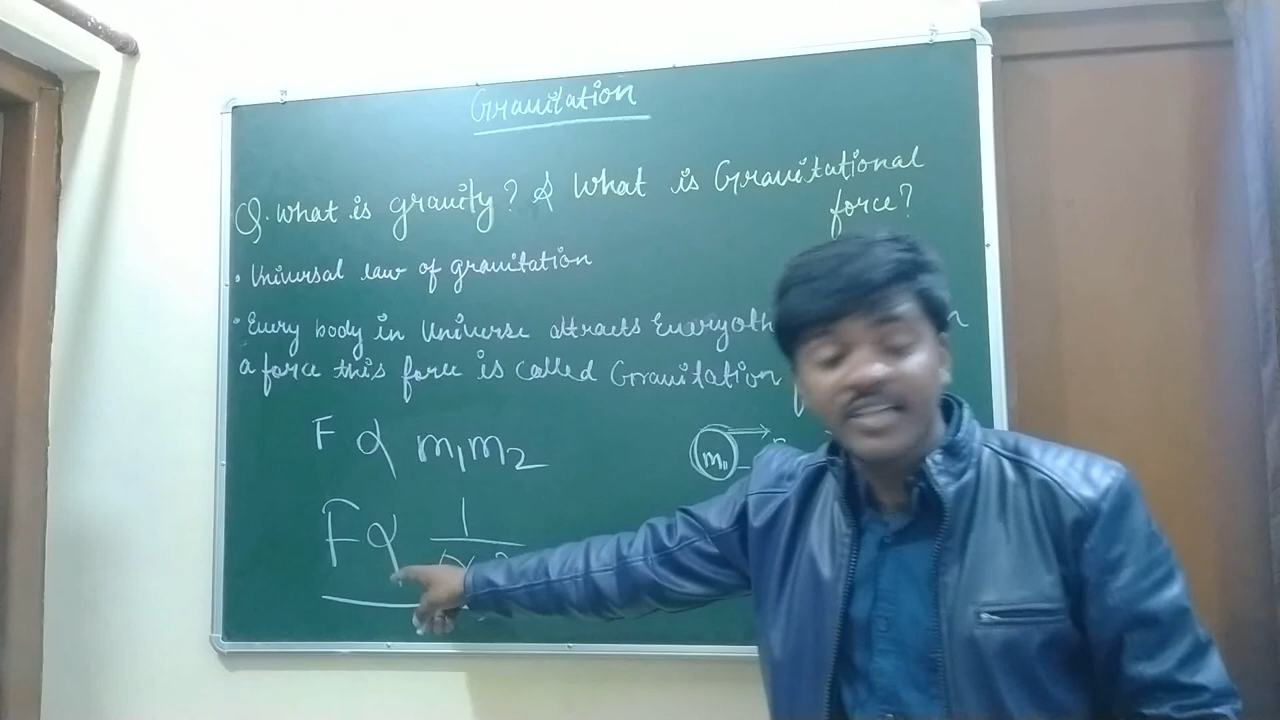 Gravitation
Q. What is gravity? & What is Gravitational
force?
• Universal law of gravitation
• Every body in Universe attracts Everyoth
a force this force is called Gravitation
F ∝ m₁m₂
m₁
F ∝ 1